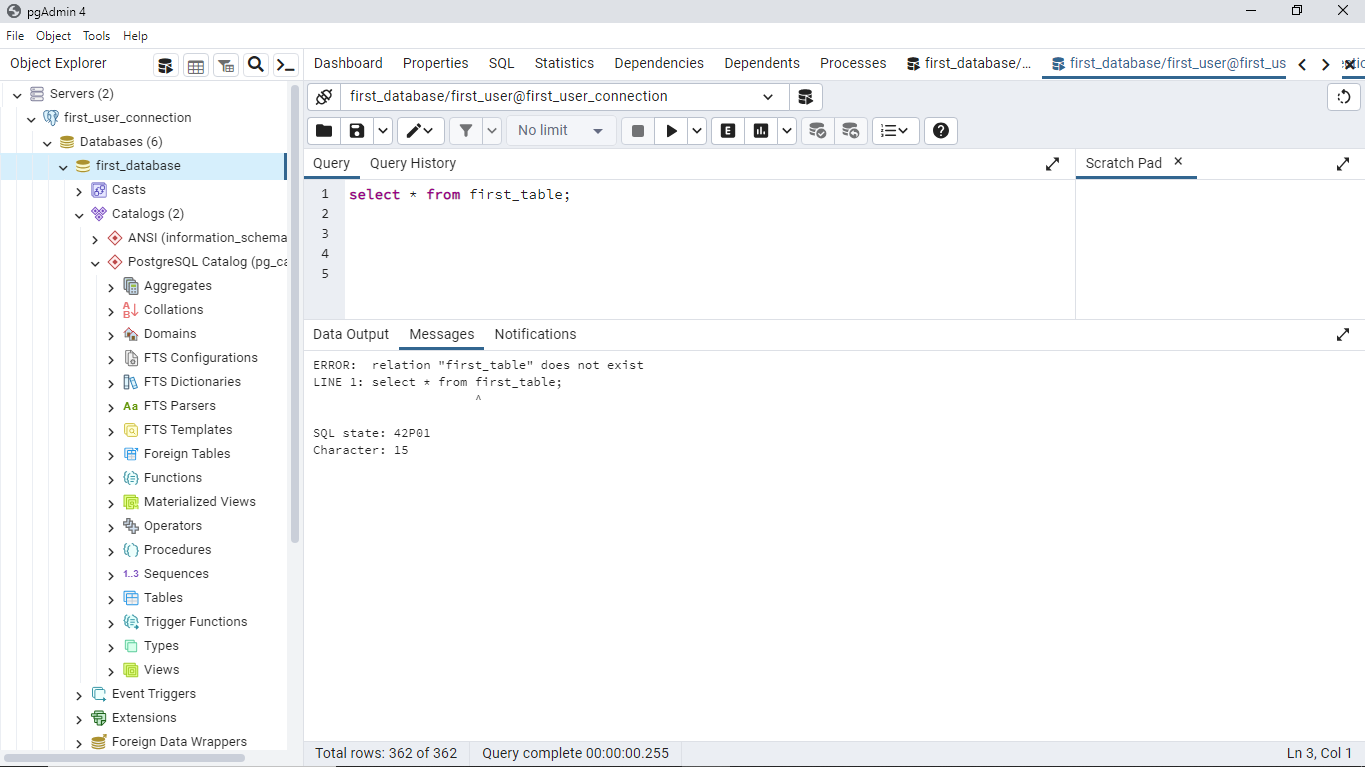 pgAdmin 4
File Object Tools Help
Object Explorer
Dashboard Properties SQL Statistics Dependencies Dependents Processes first_database/... first_database/first_user@first_us
Servers (2)
first_user_connection
Databases (6)
first_database
Casts
Catalogs (2)
ANSI (information_schema
PostgreSQL Catalog (pg_ca
Aggregates
Collations
Domains
FTS Configurations
FTS Dictionaries
Aa FTS Parsers
FTS Templates
Foreign Tables
Functions
Materialized Views
Operators
Procedures
1..3 Sequences
Tables
Trigger Functions
Types
Views
Event Triggers
Extensions
Foreign Data Wrappers
first_database/first_user@first_user_connection
No limit E
Query Query History
Scratch Pad
1 select * from first_table;
2
3
4
5
Data Output Messages Notifications
ERROR: relation "first_table" does not exist
LINE 1: select * from first_table;
^
SQL state: 42P01
Character: 15
Total rows: 362 of 362 Query complete 00:00:00.255 Ln 3, Col 1